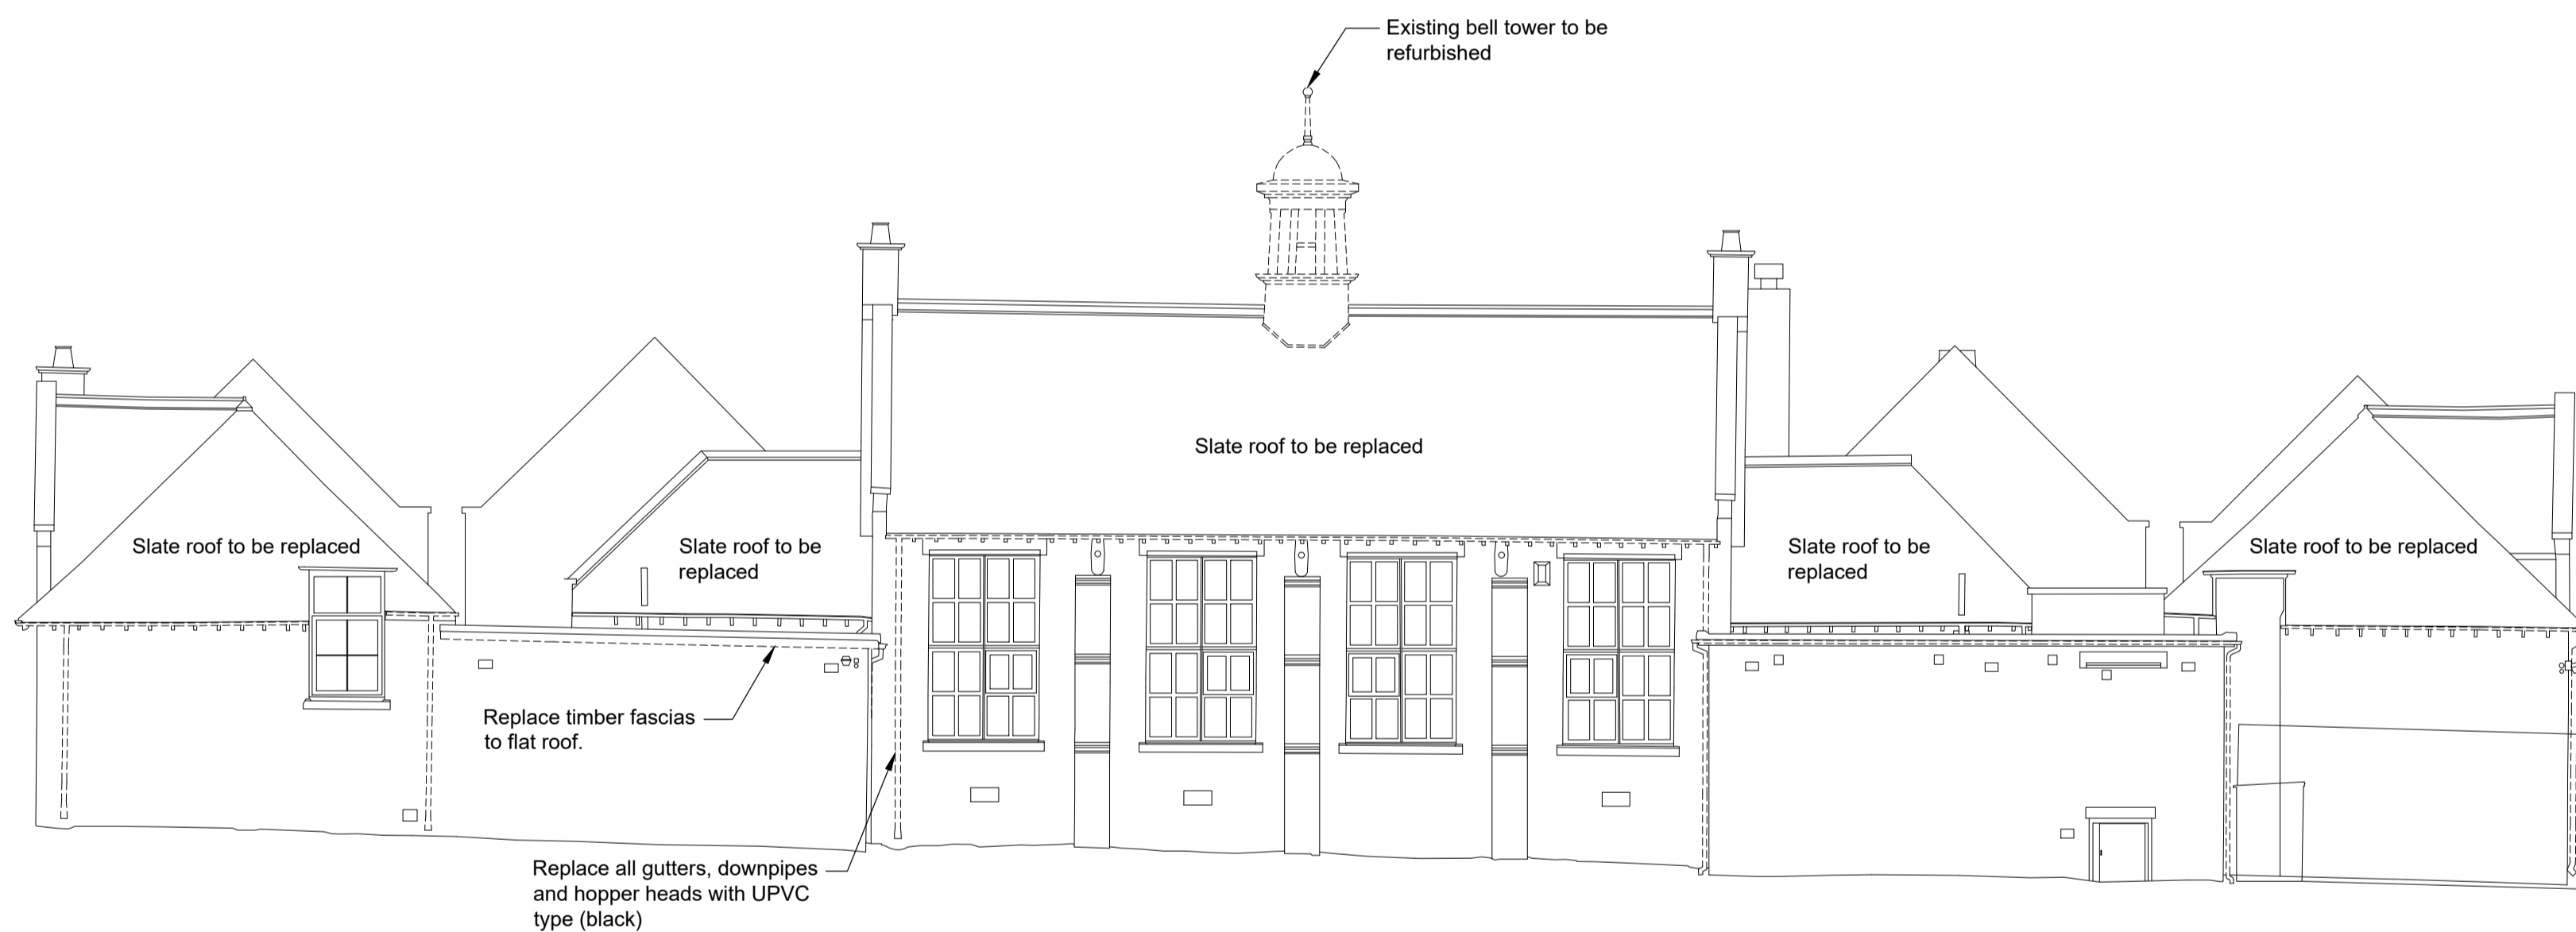 Existing bell tower to be
refurbished
Slate roof to be replaced
Slate roof to be replaced
Slate roof to be
replaced
Slate roof to be
replaced
Slate roof to be replaced
Replace timber fascias
to flat roof.
Replace all gutters, downpipes
and hopper heads with UPVC
type (black)